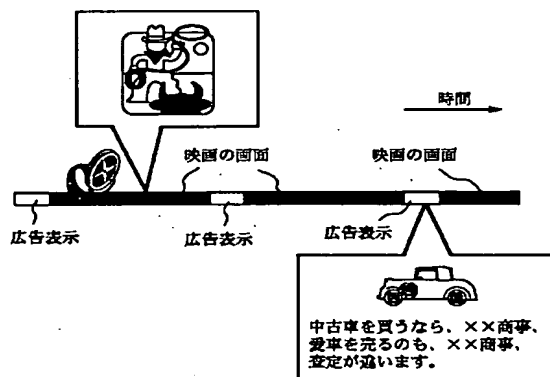 時間
映画の画面
映画の画面
広告表示
広告表示
広告表示
中古車を買うなら、××商事、
愛車を売るのも、××商事、
査定が違います。